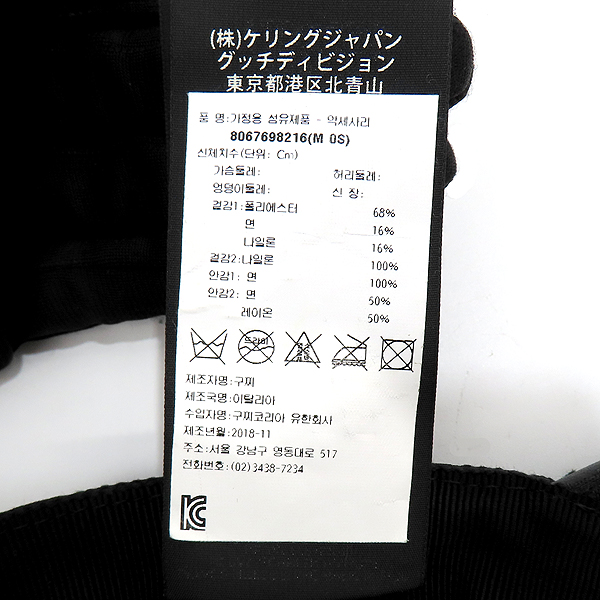 (株)ケリングジャパン
グッチディビジョン
東京都港区北青山
품 명:가정용 섬유제품 - 악세사리
8067698216(M 0S)
신체치수(단위: Cm)
가슴둘레: 허리둘레:
엉덩이둘레: 신 장:
겉감1:폴리에스터 68%
면 16%
나일론 16%
겉감2:나일론 100%
안감1: 면 100%
안감2: 면 50%
레이온 50%
드라이
제조자명:구찌
제조국명:이탈리아
수입자명:구찌코리아 유한회사
제조년월:2018-11
주소:서울 강남구 영동대로 517
전화번호:(02)3438-7234